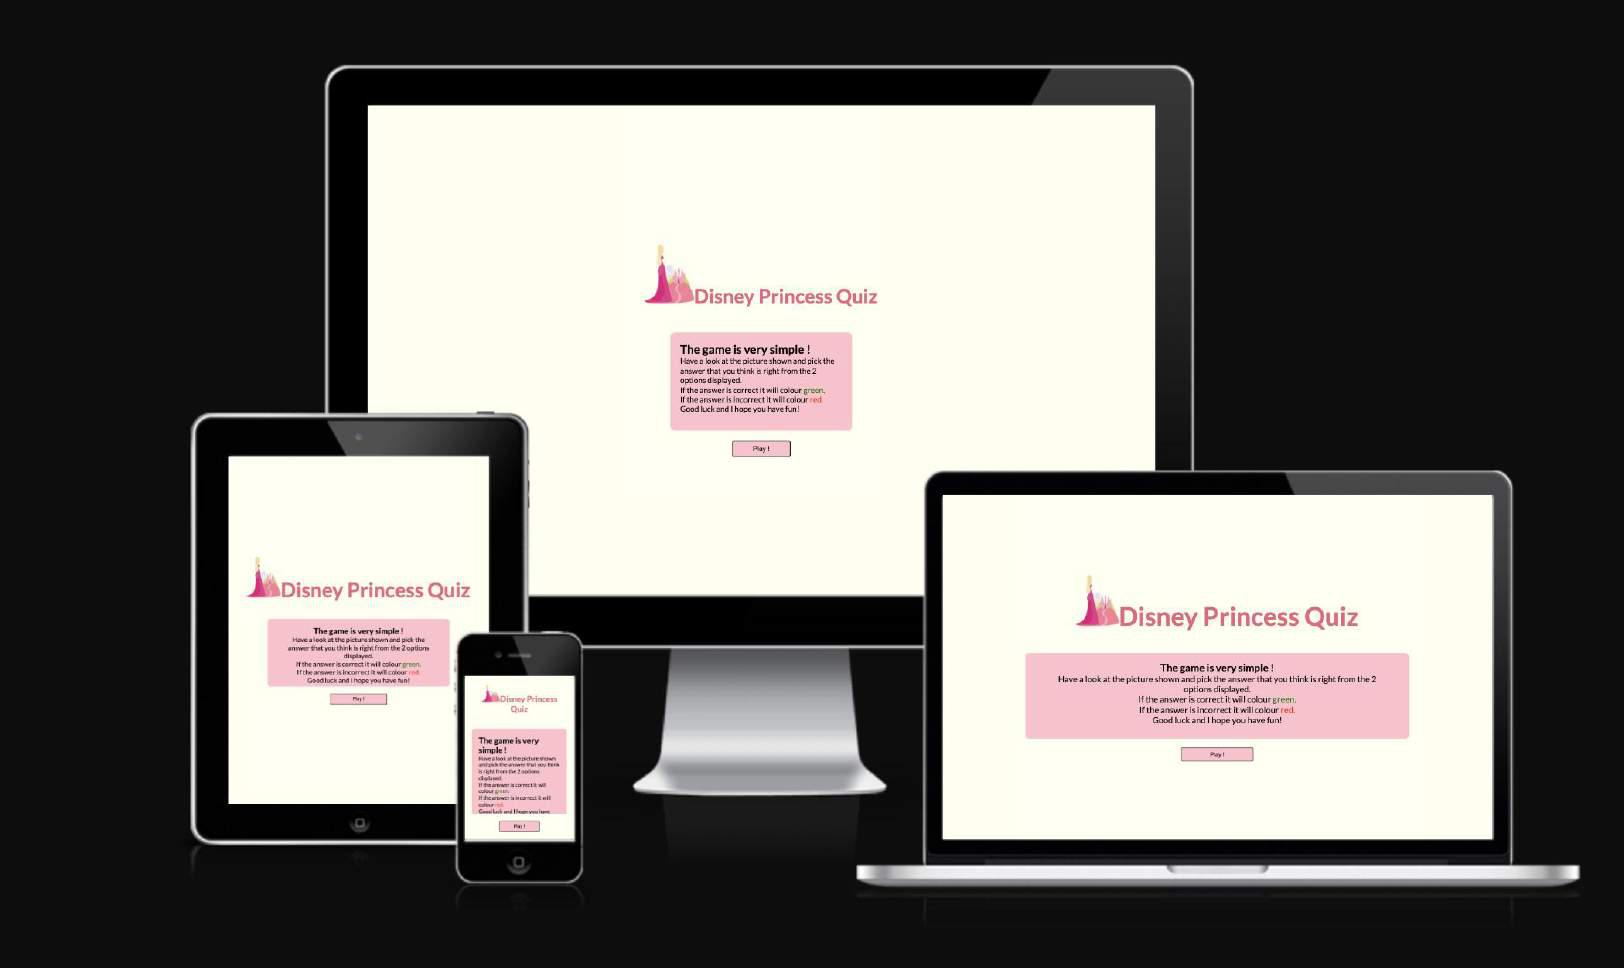 Disney Princess Quiz
The game is very simple !
Have a look at the picture shown and pick the
answer that you think is right from the 2
options displayed.
If the answer is correct it will colour green.
If the answer is incorrect it will colour red.
Good luck and I hope you have fun!
Play !
Disney Princess Quiz
The game is very simple !
Have a look at the picture shown and pick the
answer that you think is right from the 2 options
displayed.
If the answer is correct it will colour green.
If the answer is incorrect it will colour red.
Good luck and I hope you have fun!
Play !
Disney Princess
Quiz
The game is very
simple !
Have a look at the picture shown
and pick the answer that you think
is right from the 2 options
displayed.
If the answer is correct it will
colour green.
If the answer is incorrect it will
colour red.
Good luck and I hope you have
Play !
Disney Princess Quiz
The game is very simple !
Have a look at the picture shown and pick the answer that you think is right from the 2
options displayed.
If the answer is correct it will colour green.
If the answer is incorrect it will colour red.
Good luck and I hope you have fun!
Play !